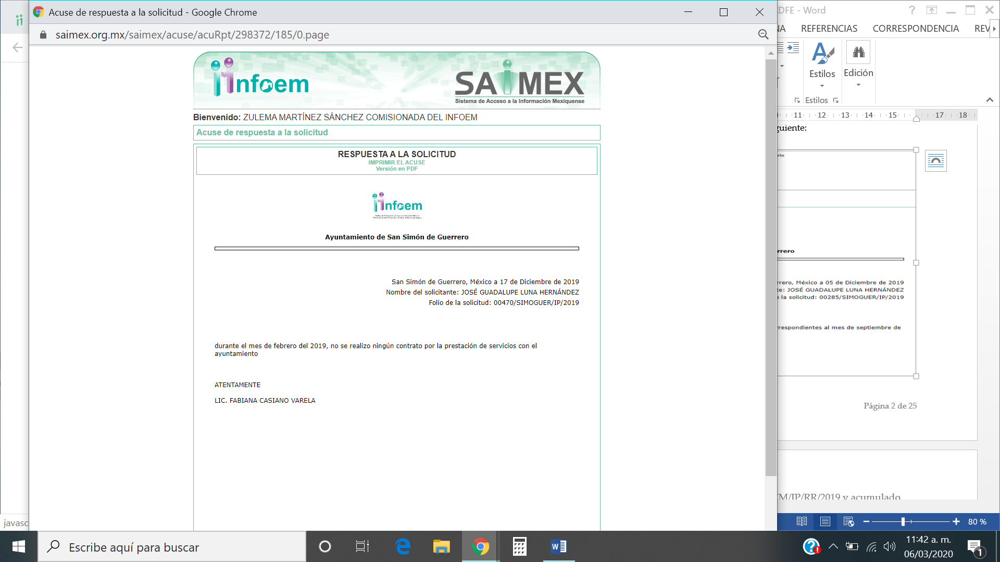 Acuse de respuesta a la solicitud - Google Chrome
saimex.org.mx/saimex/acuse/acuRpt/298372/185/0.page
infoem
SAIMEX
Sistema de Acceso a la Información Mexiquense
Bienvenido: ZULEMA MARTÍNEZ SÁNCHEZ COMISIONADA DEL INFOEM
Acuse de respuesta a la solicitud
RESPUESTA A LA SOLICITUD
IMPRIMIR EL ACUSE
Versión en PDF
infoem
Ayuntamiento de San Simón de Guerrero
San Simón de Guerrero, México a 17 de Diciembre de 2019
Nombre del solicitante: JOSÉ GUADALUPE LUNA HERNÁNDEZ
Folio de la solicitud: 00470/SIMOGUER/IP/2019
durante el mes de febrero del 2019, no se realizo ningún contrato por la prestación de servicios con el
ayuntamiento
ATENTAMENTE
LIC. FABIANA CASIANO VARELA
DFE - Word
NA REFERENCIAS CORRESPONDENCIA REV
Estilos
Edición
Estilos
11 12 13 14 15 17 18
guiente:
rrero
rrero, México a 05 de Diciembre de 2019
te: JOSÉ GUADALUPE LUNA HERNÁNDEZ
la solicitud: 00285/SIMOGUER/IP/2019
rrespondientes al mes de septiembre de
Página 2 de 25
M/IP/RR/2019 y acumulado
80 %
javasc
Escribe aquí para buscar
11:42 a. m.
06/03/2020
1